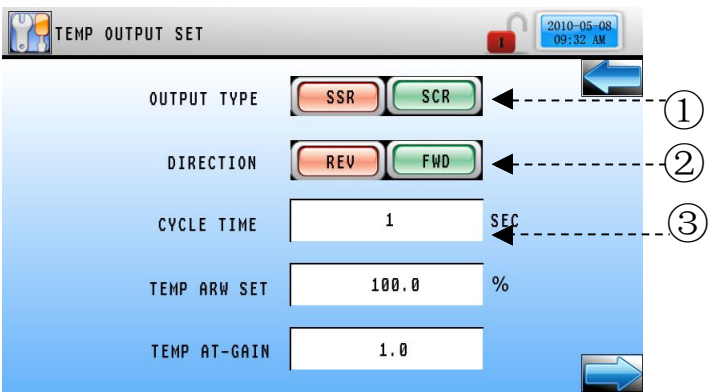 TEMP OUTPUT SET
1
2010-05-08
09:32 AM
OUTPUT TYPE SSR SCR ①
DIRECTION REV FWD ②
CYCLE TIME 1 SEC ③
TEMP ARW SET 100.0 %
TEMP AT-GAIN 1.0